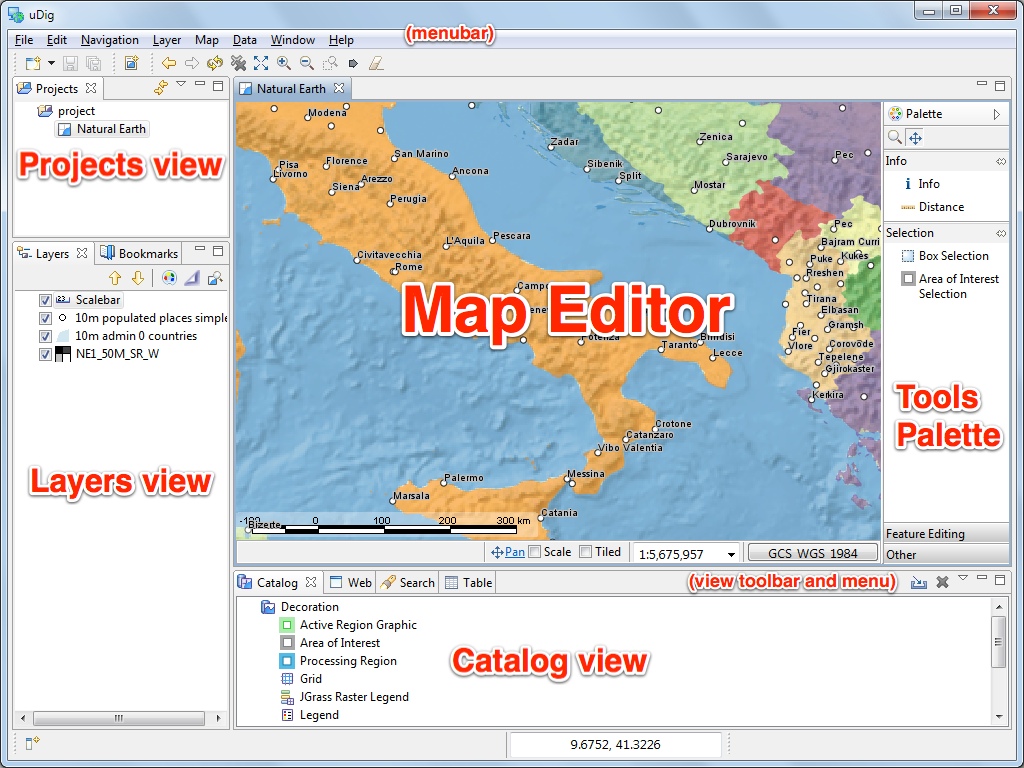 uDig
File Edit Navigation Layer Map Data Window Help
(menubar)
Projects
project
Natural Earth
Projects view
Layers
Bookmarks
Scalebar
10m populated places simple
10m admin 0 countries
NE1_50M_SR_W
Layers view
Natural Earth
Modena
Zadar
Zenica
Sarajevo
Pec
San Marino
Florence
Pisa
Livorno
Sibenik
Split
Ancona
Arezzo
Siena
Mostar
Perugia
Dubrovnik
Pec
Pescara
L'Aquila
Bajram Curri
Civitavecchia
Puke
Kukes
Rome
Rreshen
Tirana
Elbasan
Map Editor
Fier
Gramsh
Brindisi
Taranto
Vlore
Corovode
Lecce
Tepelene
Gjirokaster
Kerkira
Crotone
Catanzaro
Vibo Valentia
Messina
Palermo
Marsala
Catania
Bizerte
0 100 200 300 km
Pan Scale Tiled 1:5,675,957 GCS WGS 1984
Palette
Info
Info
Distance
Selection
Box Selection
Area of Interest
Selection
Tools
Palette
Feature Editing
Other
Catalog Web Search Table
(view toolbar and menu)
Decoration
Active Region Graphic
Area of Interest
Processing Region
Grid
JGrass Raster Legend
Legend
Catalog view
9.6752, 41.3226